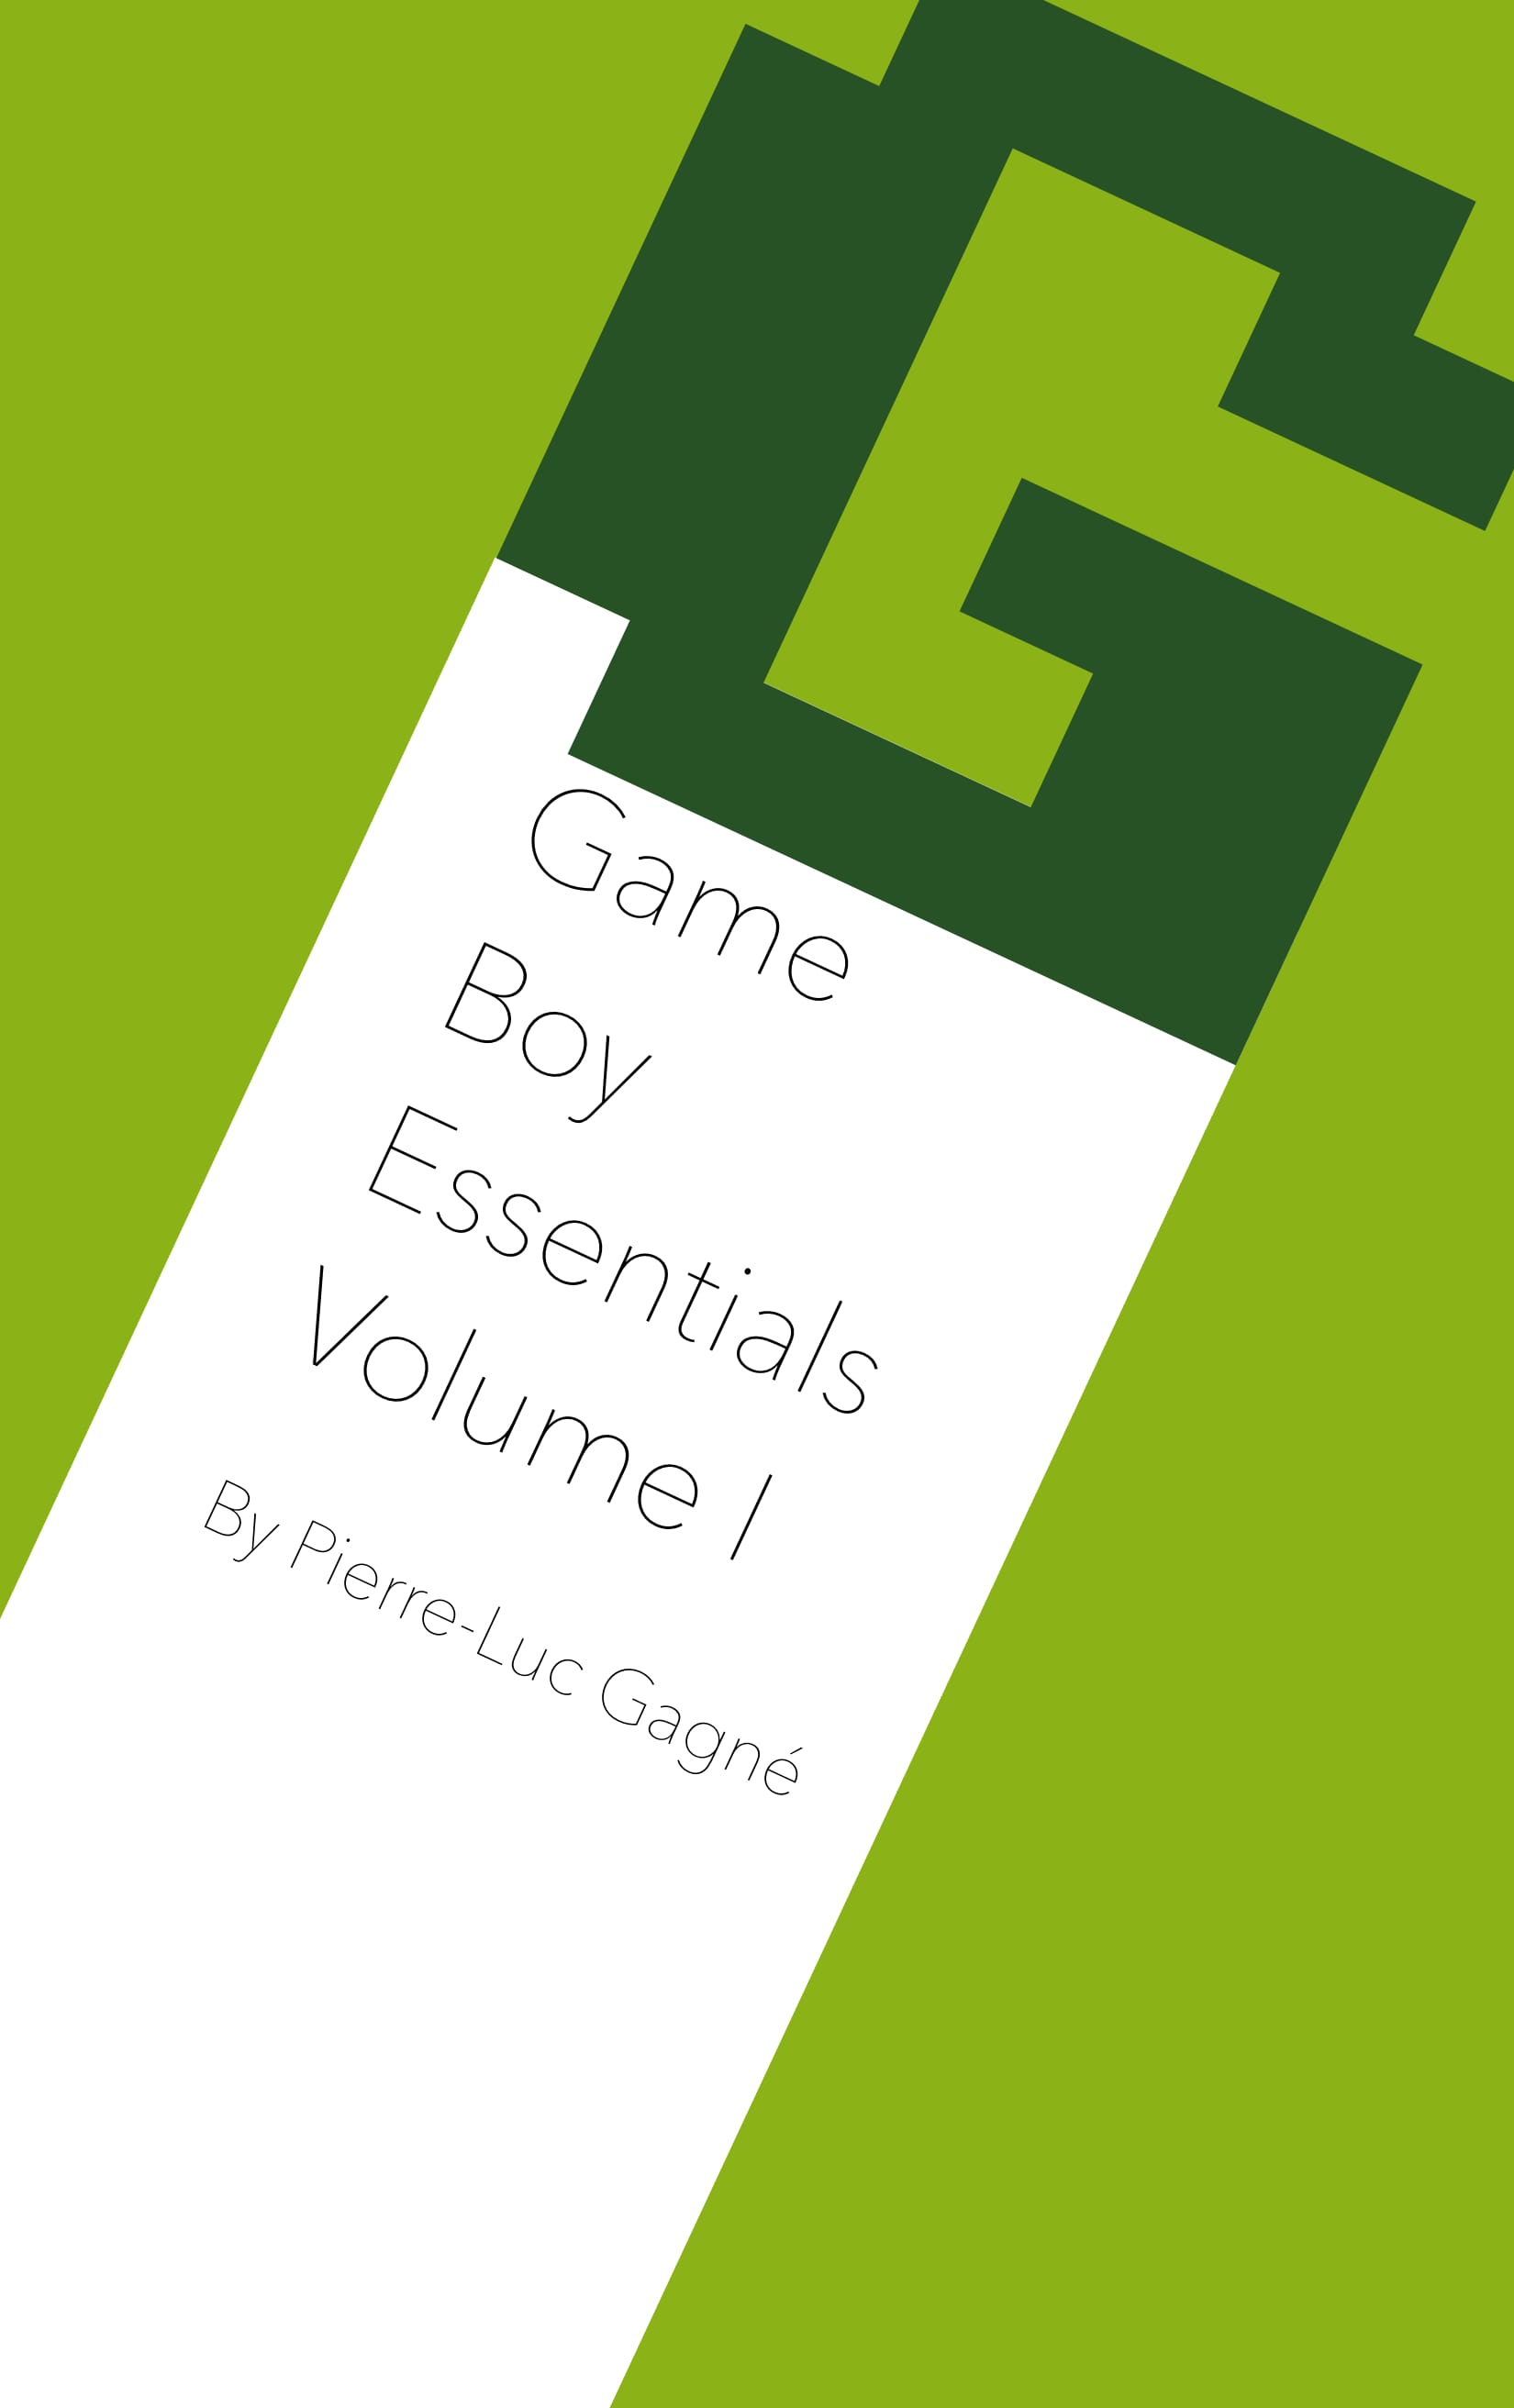 G
Game
Boy
Essentials
Volume I
By Pierre-Luc Gagné